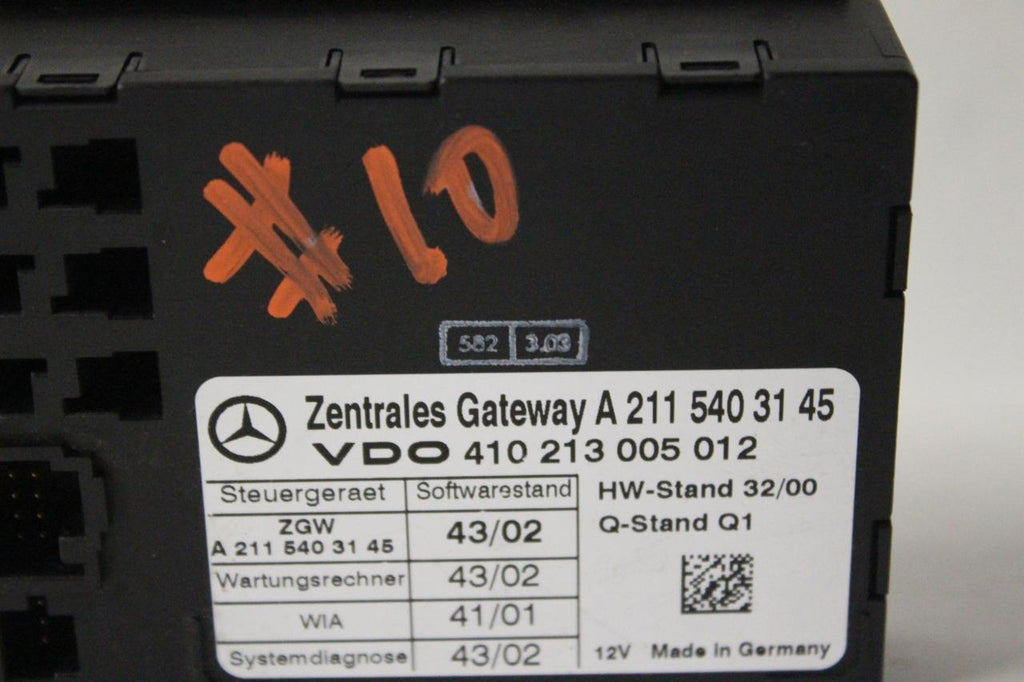 #10
582 3.03
Zentrales Gateway A 211 540 31 45
VDO 410 213 005 012
Steuergeraet Softwarestand
ZGW
A 211 540 31 45 43/02
Wartungsrechner 43/02
WIA 41/01
Systemdiagnose 43/02
HW-Stand 32/00
Q-Stand Q1
12V Made in Germany